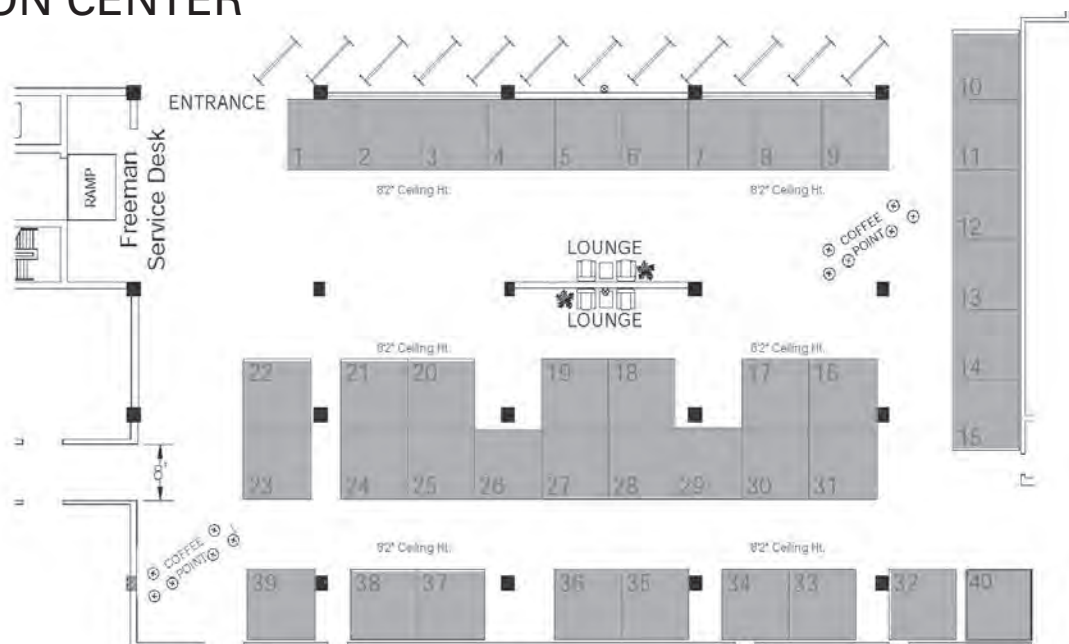 ON CENTER
ENTRANCE
RAMP
Freeman
Service Desk
1 2 3 4 5 6 7 8 9
10
11
12
13
14
15
8'2" Ceiling Ht.
8'2" Ceiling Ht.
COFFEE
POINT
LOUNGE
LOUNGE
8'2" Ceiling Ht.
8'2" Ceiling Ht.
22 21 20 19 18 17 16
23 24 25 26 27 28 29 30 31
8'
COFFEE
POINT
8'2" Ceiling Ht.
8'2" Ceiling Ht.
39 38 37 36 35 34 33 32 40